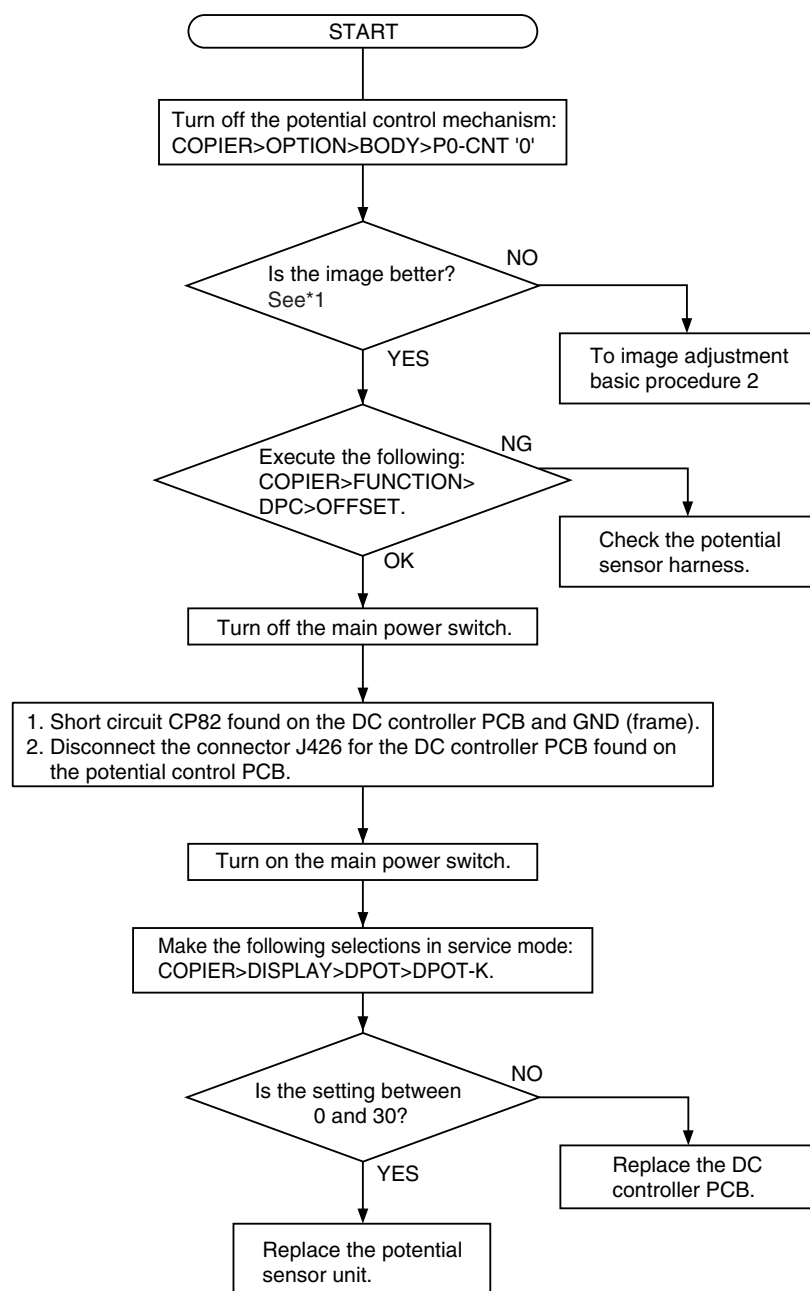 START
Turn off the potential control mechanism:
COPIER>OPTION>BODY>P0-CNT '0'
Is the image better?
See*1
NO
YES
To image adjustment
basic procedure 2
Execute the following:
COPIER>FUNCTION>
DPC>OFFSET.
NG
OK
Check the potential
sensor harness.
Turn off the main power switch.
1. Short circuit CP82 found on the DC controller PCB and GND (frame).
2. Disconnect the connector J426 for the DC controller PCB found on
the potential control PCB.
Turn on the main power switch.
Make the following selections in service mode:
COPIER>DISPLAY>DPOT>DPOT-K.
Is the setting between
0 and 30?
NO
YES
Replace the DC
controller PCB.
Replace the potential
sensor unit.